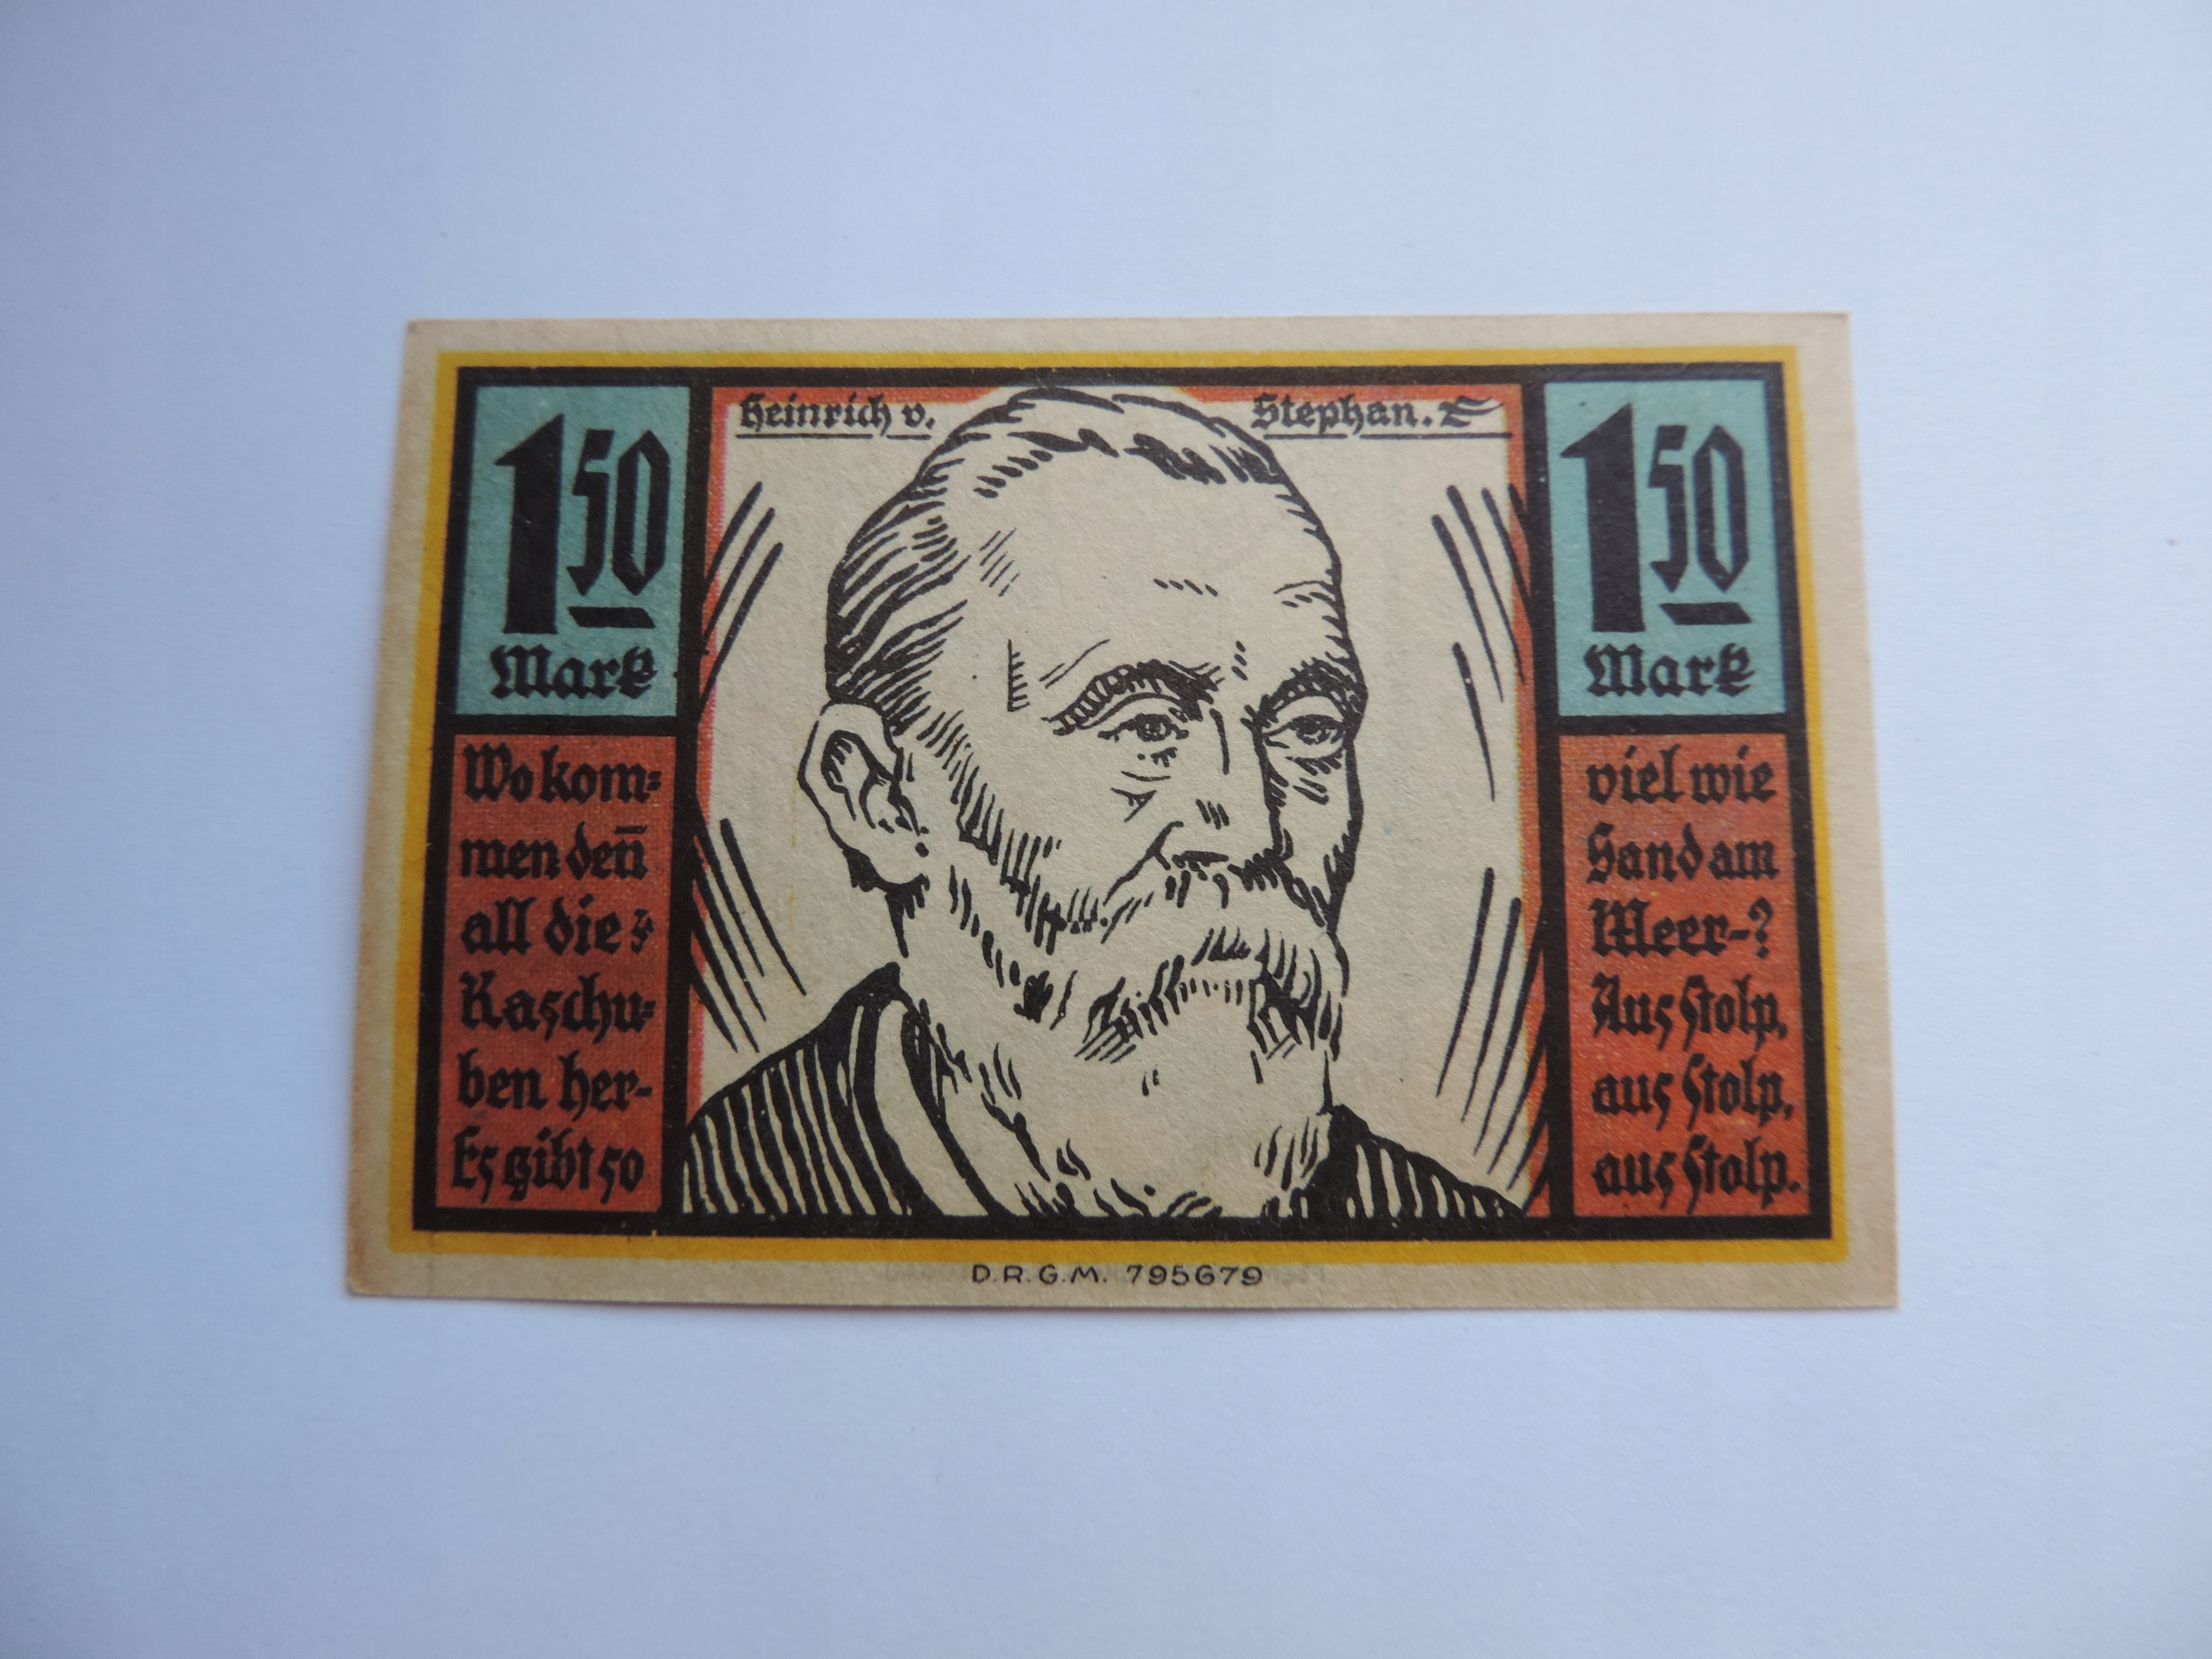 Heinrich v. Stephan.
1 50
Mark
1 50
Mark
Wo kom=
men den̄
all die
Kaschu=
ben her-
Es gibt so
viel wie
Sand am
Meer-?
Aus Stolp,
aus Stolp,
aus Stolp.
D.R.G.M. 795679